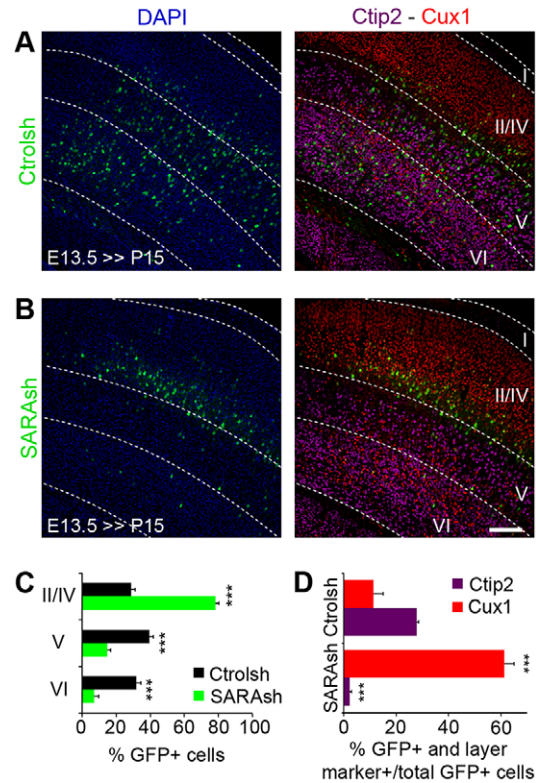 DAPI
Ctip2 - Cux1
A
Ctrolsh
E13.5 >> P15
I
II/IV
V
VI
B
SARAsh
E13.5 >> P15
I
II/IV
V
VI
C
II/IV
***
V
***
VI
***
Ctrolsh
SARAsh
0 20 40 60 80 100
% GFP+ cells
D
Ctip2
Cux1
Ctrolsh
SARAsh
***
***
0 20 40 60
% GFP+ and layer
marker+/total GFP+ cells